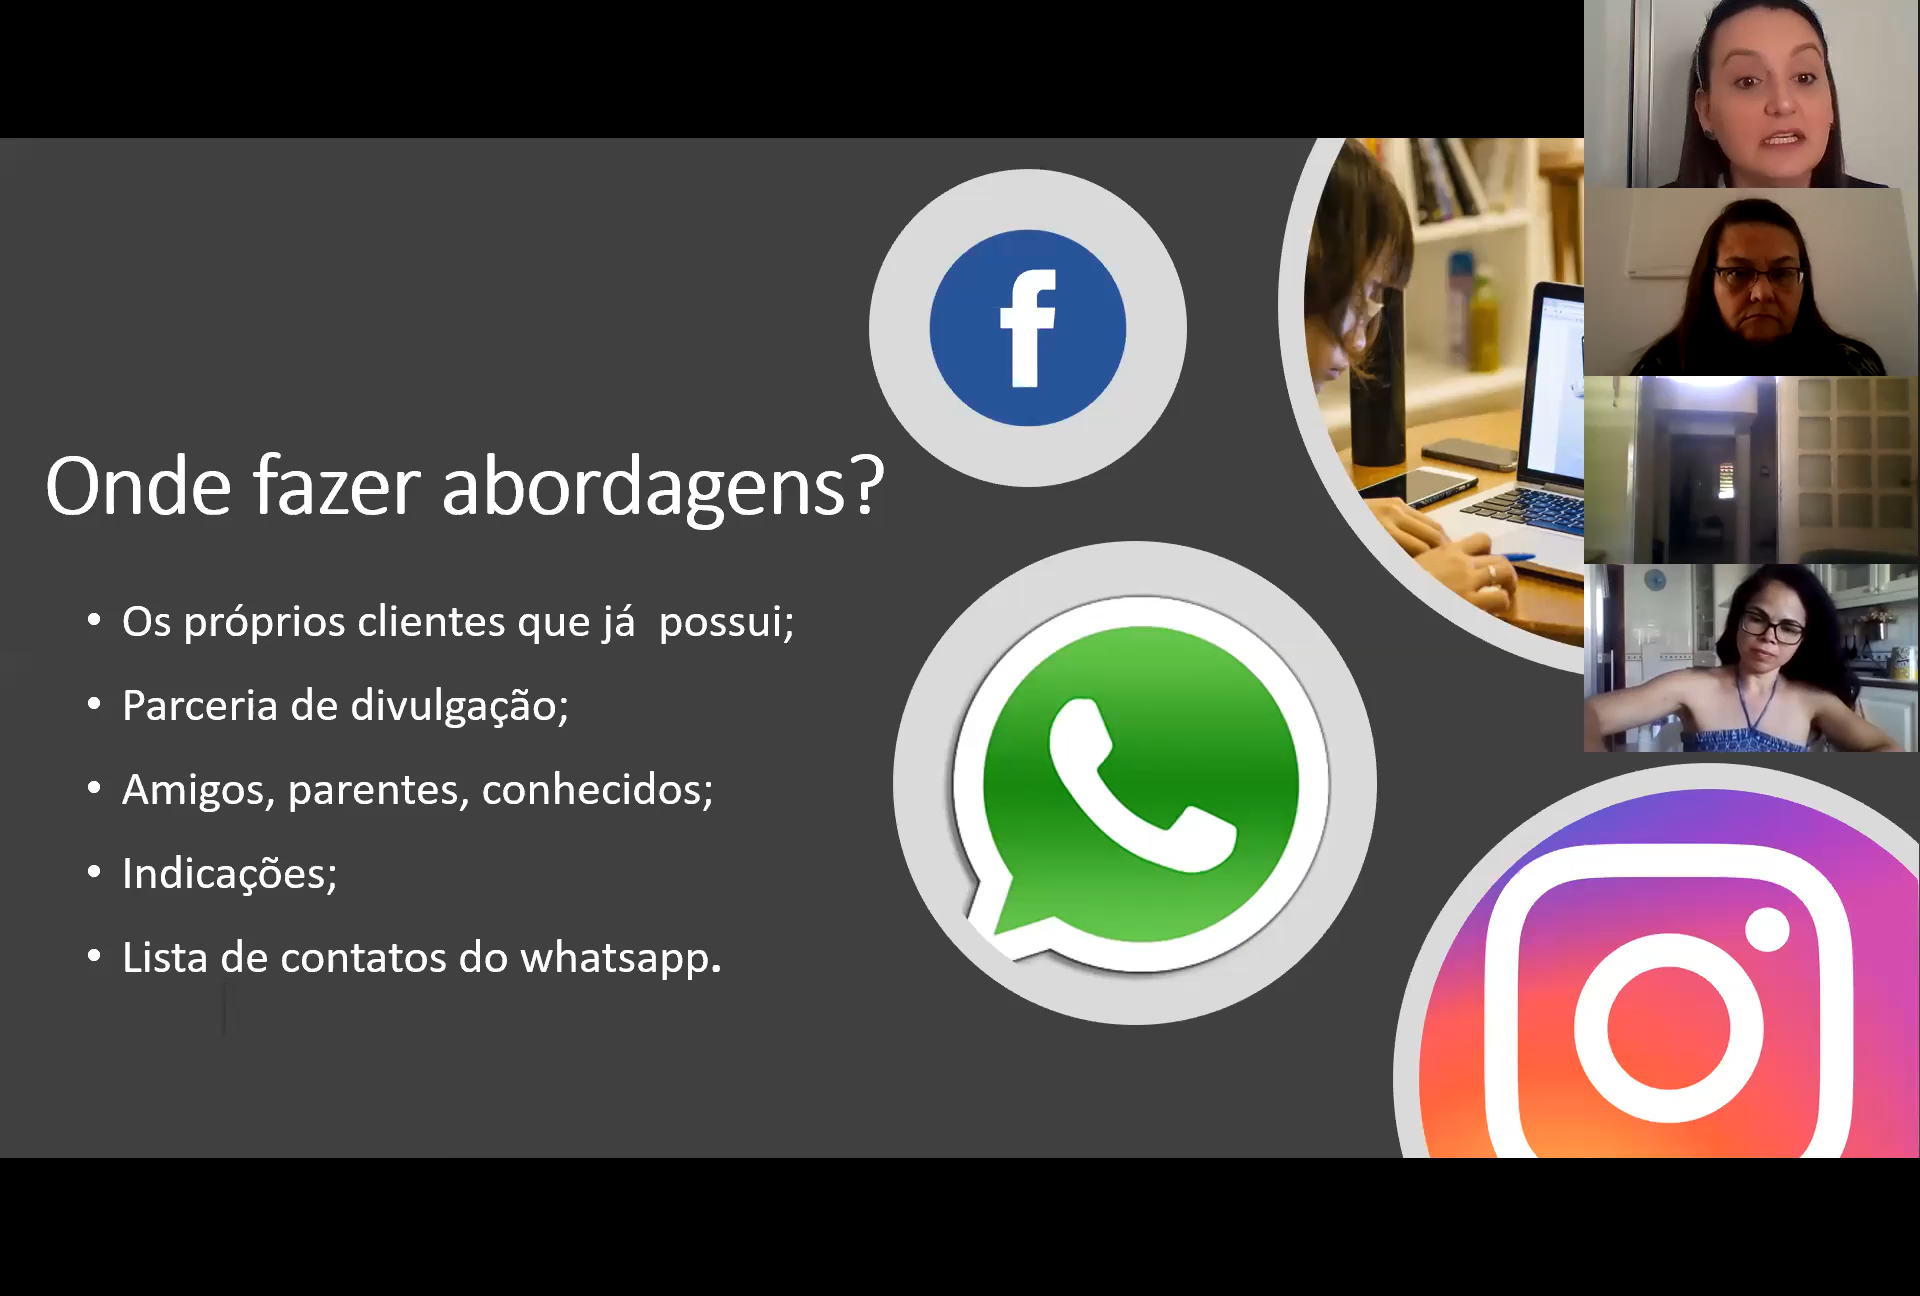 Onde fazer abordagens?
• Os próprios clientes que já  possui;
• Parceria de divulgação;
• Amigos, parentes, conhecidos;
• Indicações;
• Lista de contatos do whatsapp.